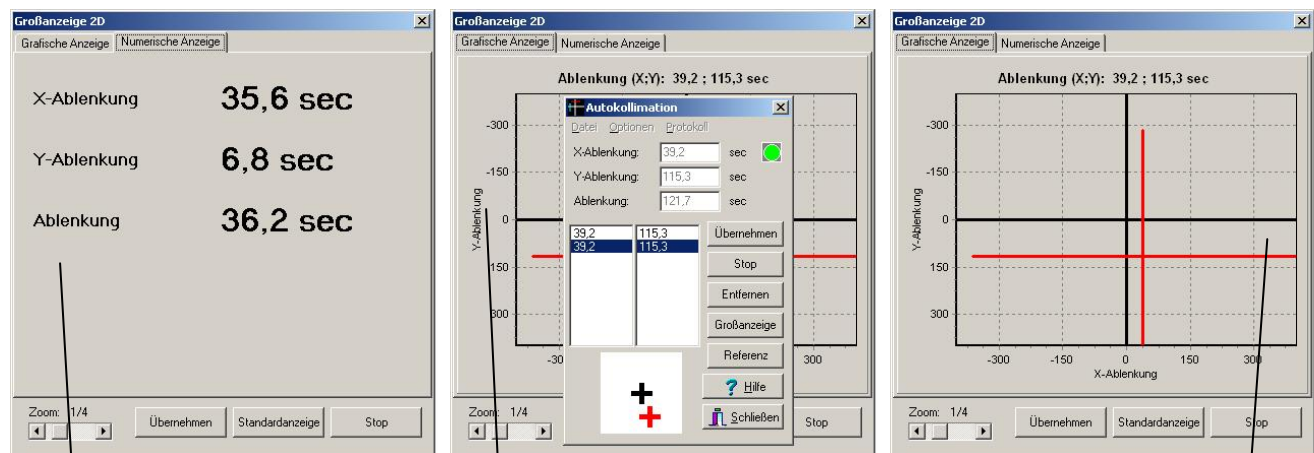 Großanzeige 2D
Grafische Anzeige Numerische Anzeige
X-Ablenkung 35,6 sec
Y-Ablenkung 6,8 sec
Ablenkung 36,2 sec
Zoom: 1/4
Übernehmen Standardanzeige Stop
Großanzeige 2D
Grafische Anzeige Numerische Anzeige
Ablenkung (X;Y): 39,2 ; 115,3 sec
-300
-150
0
150
300
Y-Ablenkung
-30
300
Autokollimation
Datei Optionen Protokoll
X-Ablenkung: 39,2 sec
Y-Ablenkung: 115,3 sec
Ablenkung: 121,7 sec
39,2 115,3
39,2 115,3
Übernehmen
Stop
Entfernen
Großanzeige
Referenz
Hilfe
Schließen
Zoom: 1/4
Stop
Großanzeige 2D
Grafische Anzeige Numerische Anzeige
Ablenkung (X;Y): 39,2 ; 115,3 sec
-300
-150
0
150
300
Y-Ablenkung
-300 -150 0 150 300
X-Ablenkung
Zoom: 1/4
Übernehmen Standardanzeige Stop